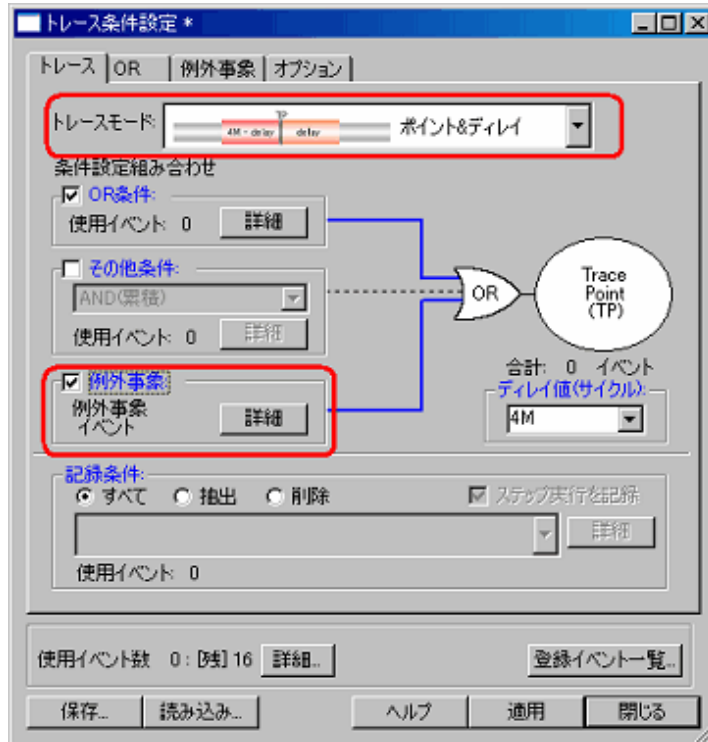 トレース条件設定 *
トレース OR 例外事象 オプション
トレースモード: 4M - delay TP delay ポイント&ディレイ
条件設定組み合わせ
OR条件:
使用イベント: 0 詳細
その他条件:
AND(累積)
使用イベント: 0 詳細
OR
Trace
Point
(TP)
合計: 0 イベント
例外事象:
例外事象
イベント 詳細
ディレイ値(サイクル):
4M
記録条件:
すべて 抽出 削除 ステップ実行を記録
詳細
使用イベント: 0
使用イベント数 0 : [残] 16 詳細... 登録イベント一覧...
保存... 読み込み... ヘルプ 適用 閉じる